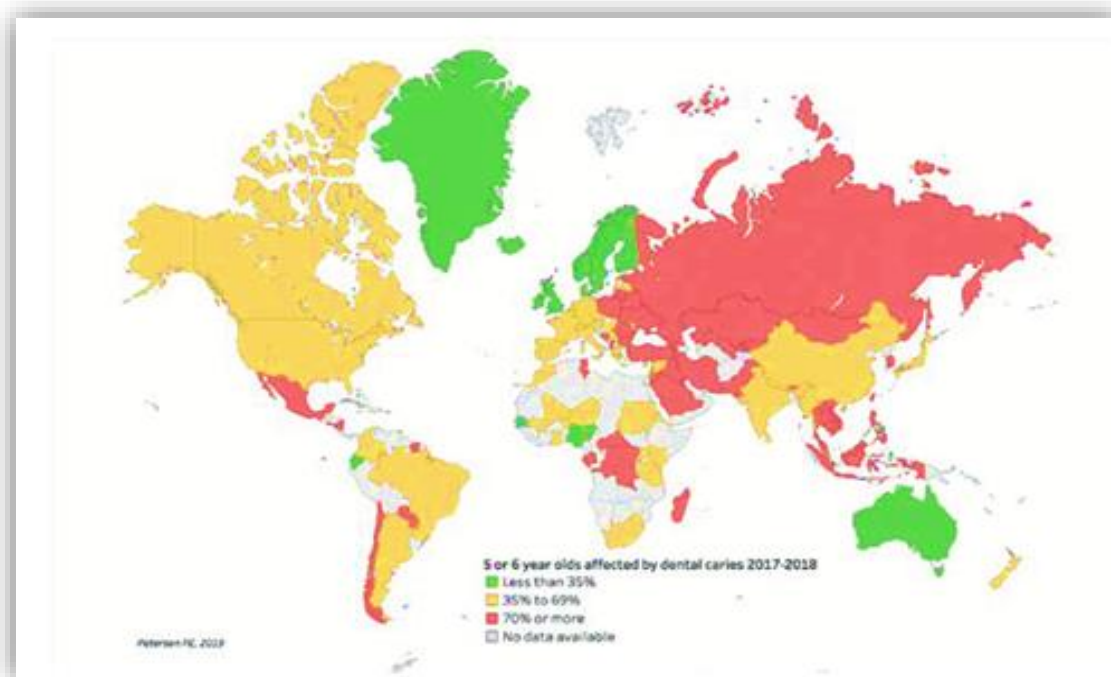 5 or 6 year olds affected by dental caries 2017-2018
Less than 35%
35% to 69%
70% or more
No data available
Petersen PE, 2019